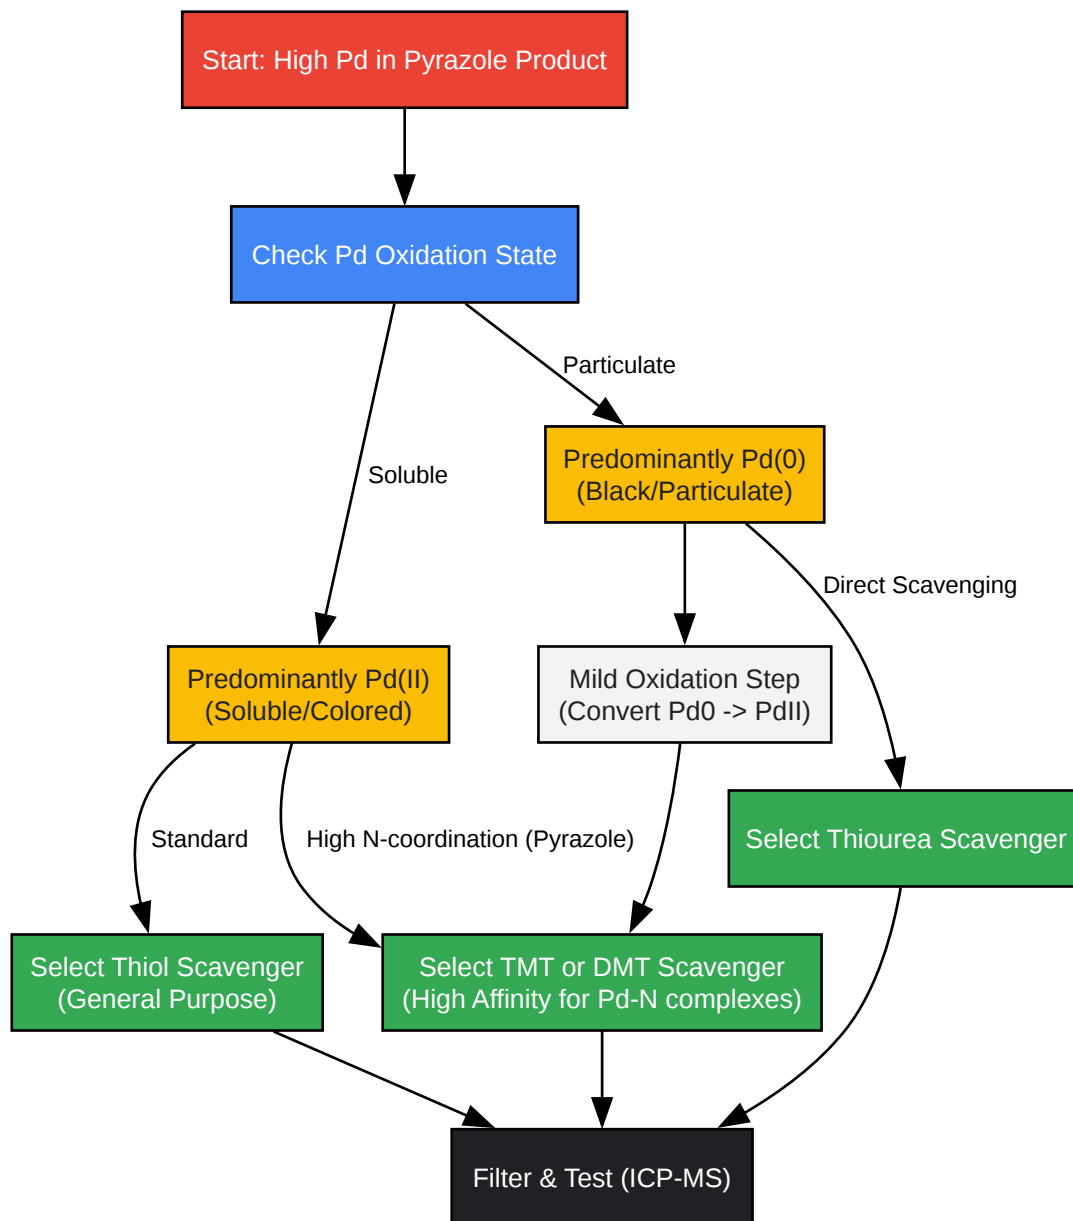 Start: High Pd in Pyrazole Product
Check Pd Oxidation State
Particulate
Predominantly Pd(0)
(Black/Particulate)
Soluble
Direct Scavenging
Predominantly Pd(II)
(Soluble/Colored)
Mild Oxidation Step
(Convert Pd0 -> PdII)
Standard
High N-coordination (Pyrazole)
Select Thiourea Scavenger
Select Thiol Scavenger
(General Purpose)
Select TMT or DMT Scavenger
(High Affinity for Pd-N complexes)
Filter & Test (ICP-MS)